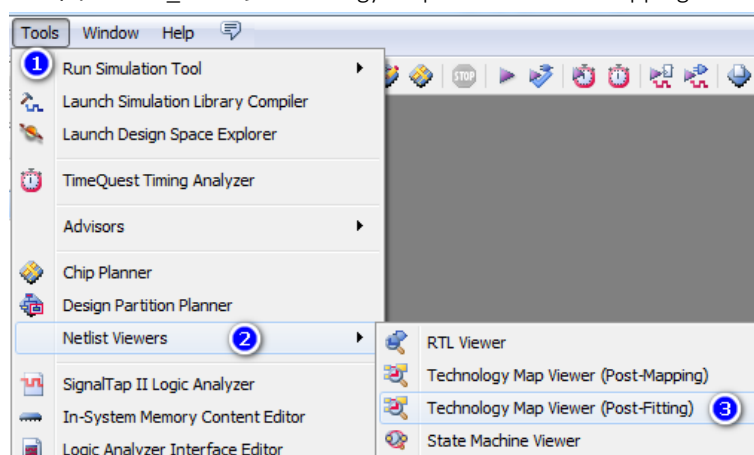 Tools Window Help
1
Run Simulation Tool
STOP
Launch Simulation Library Compiler
Launch Design Space Explorer
TimeQuest Timing Analyzer
Advisors
Chip Planner
Design Partition Planner
Netlist Viewers 2
RTL Viewer
Technology Map Viewer (Post-Mapping)
SignalTap II Logic Analyzer
Technology Map Viewer (Post-Fitting) 3
In-System Memory Content Editor
State Machine Viewer
Logic Analyzer Interface Editor